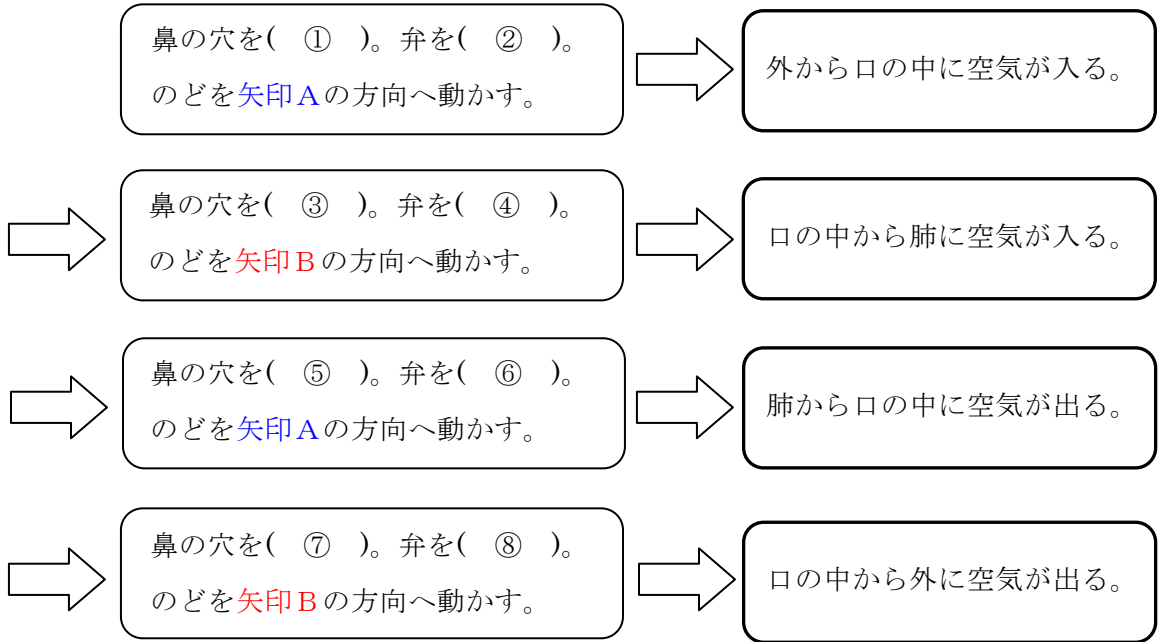 鼻の穴を(　①　)。弁を(　②　)。
のどを矢印Ａの方向へ動かす。
外から口の中に空気が入る。
鼻の穴を(　③　)。弁を(　④　)。
のどを矢印Ｂの方向へ動かす。
口の中から肺に空気が入る。
鼻の穴を(　⑤　)。弁を(　⑥　)。
のどを矢印Ａの方向へ動かす。
肺から口の中に空気が出る。
鼻の穴を(　⑦　)。弁を(　⑧　)。
のどを矢印Ｂの方向へ動かす。
口の中から外に空気が出る。